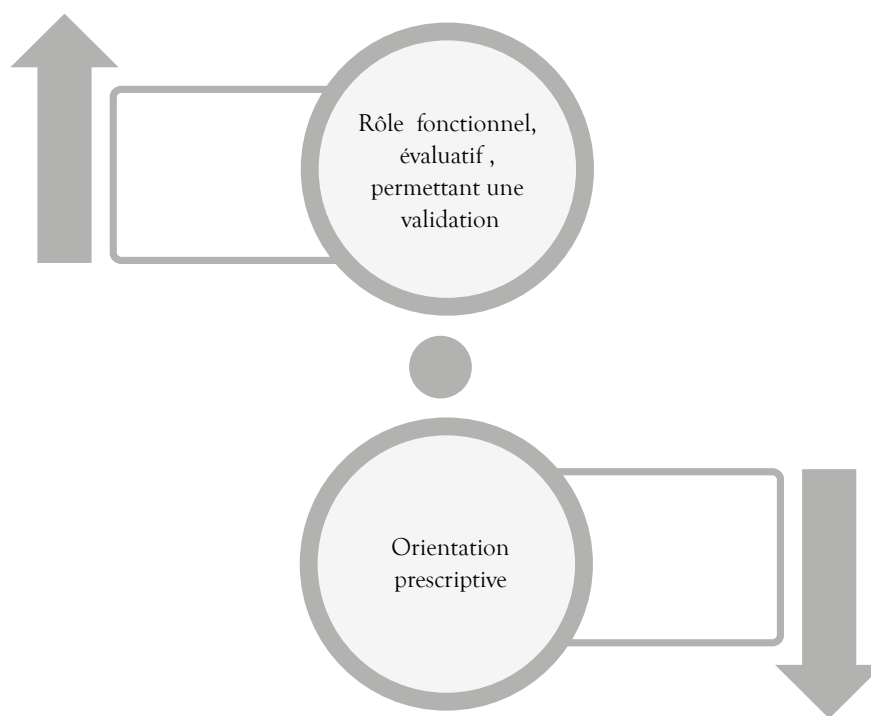 Rôle  fonctionnel,
évaluatif ,
permettant une
validation
Orientation
prescriptive